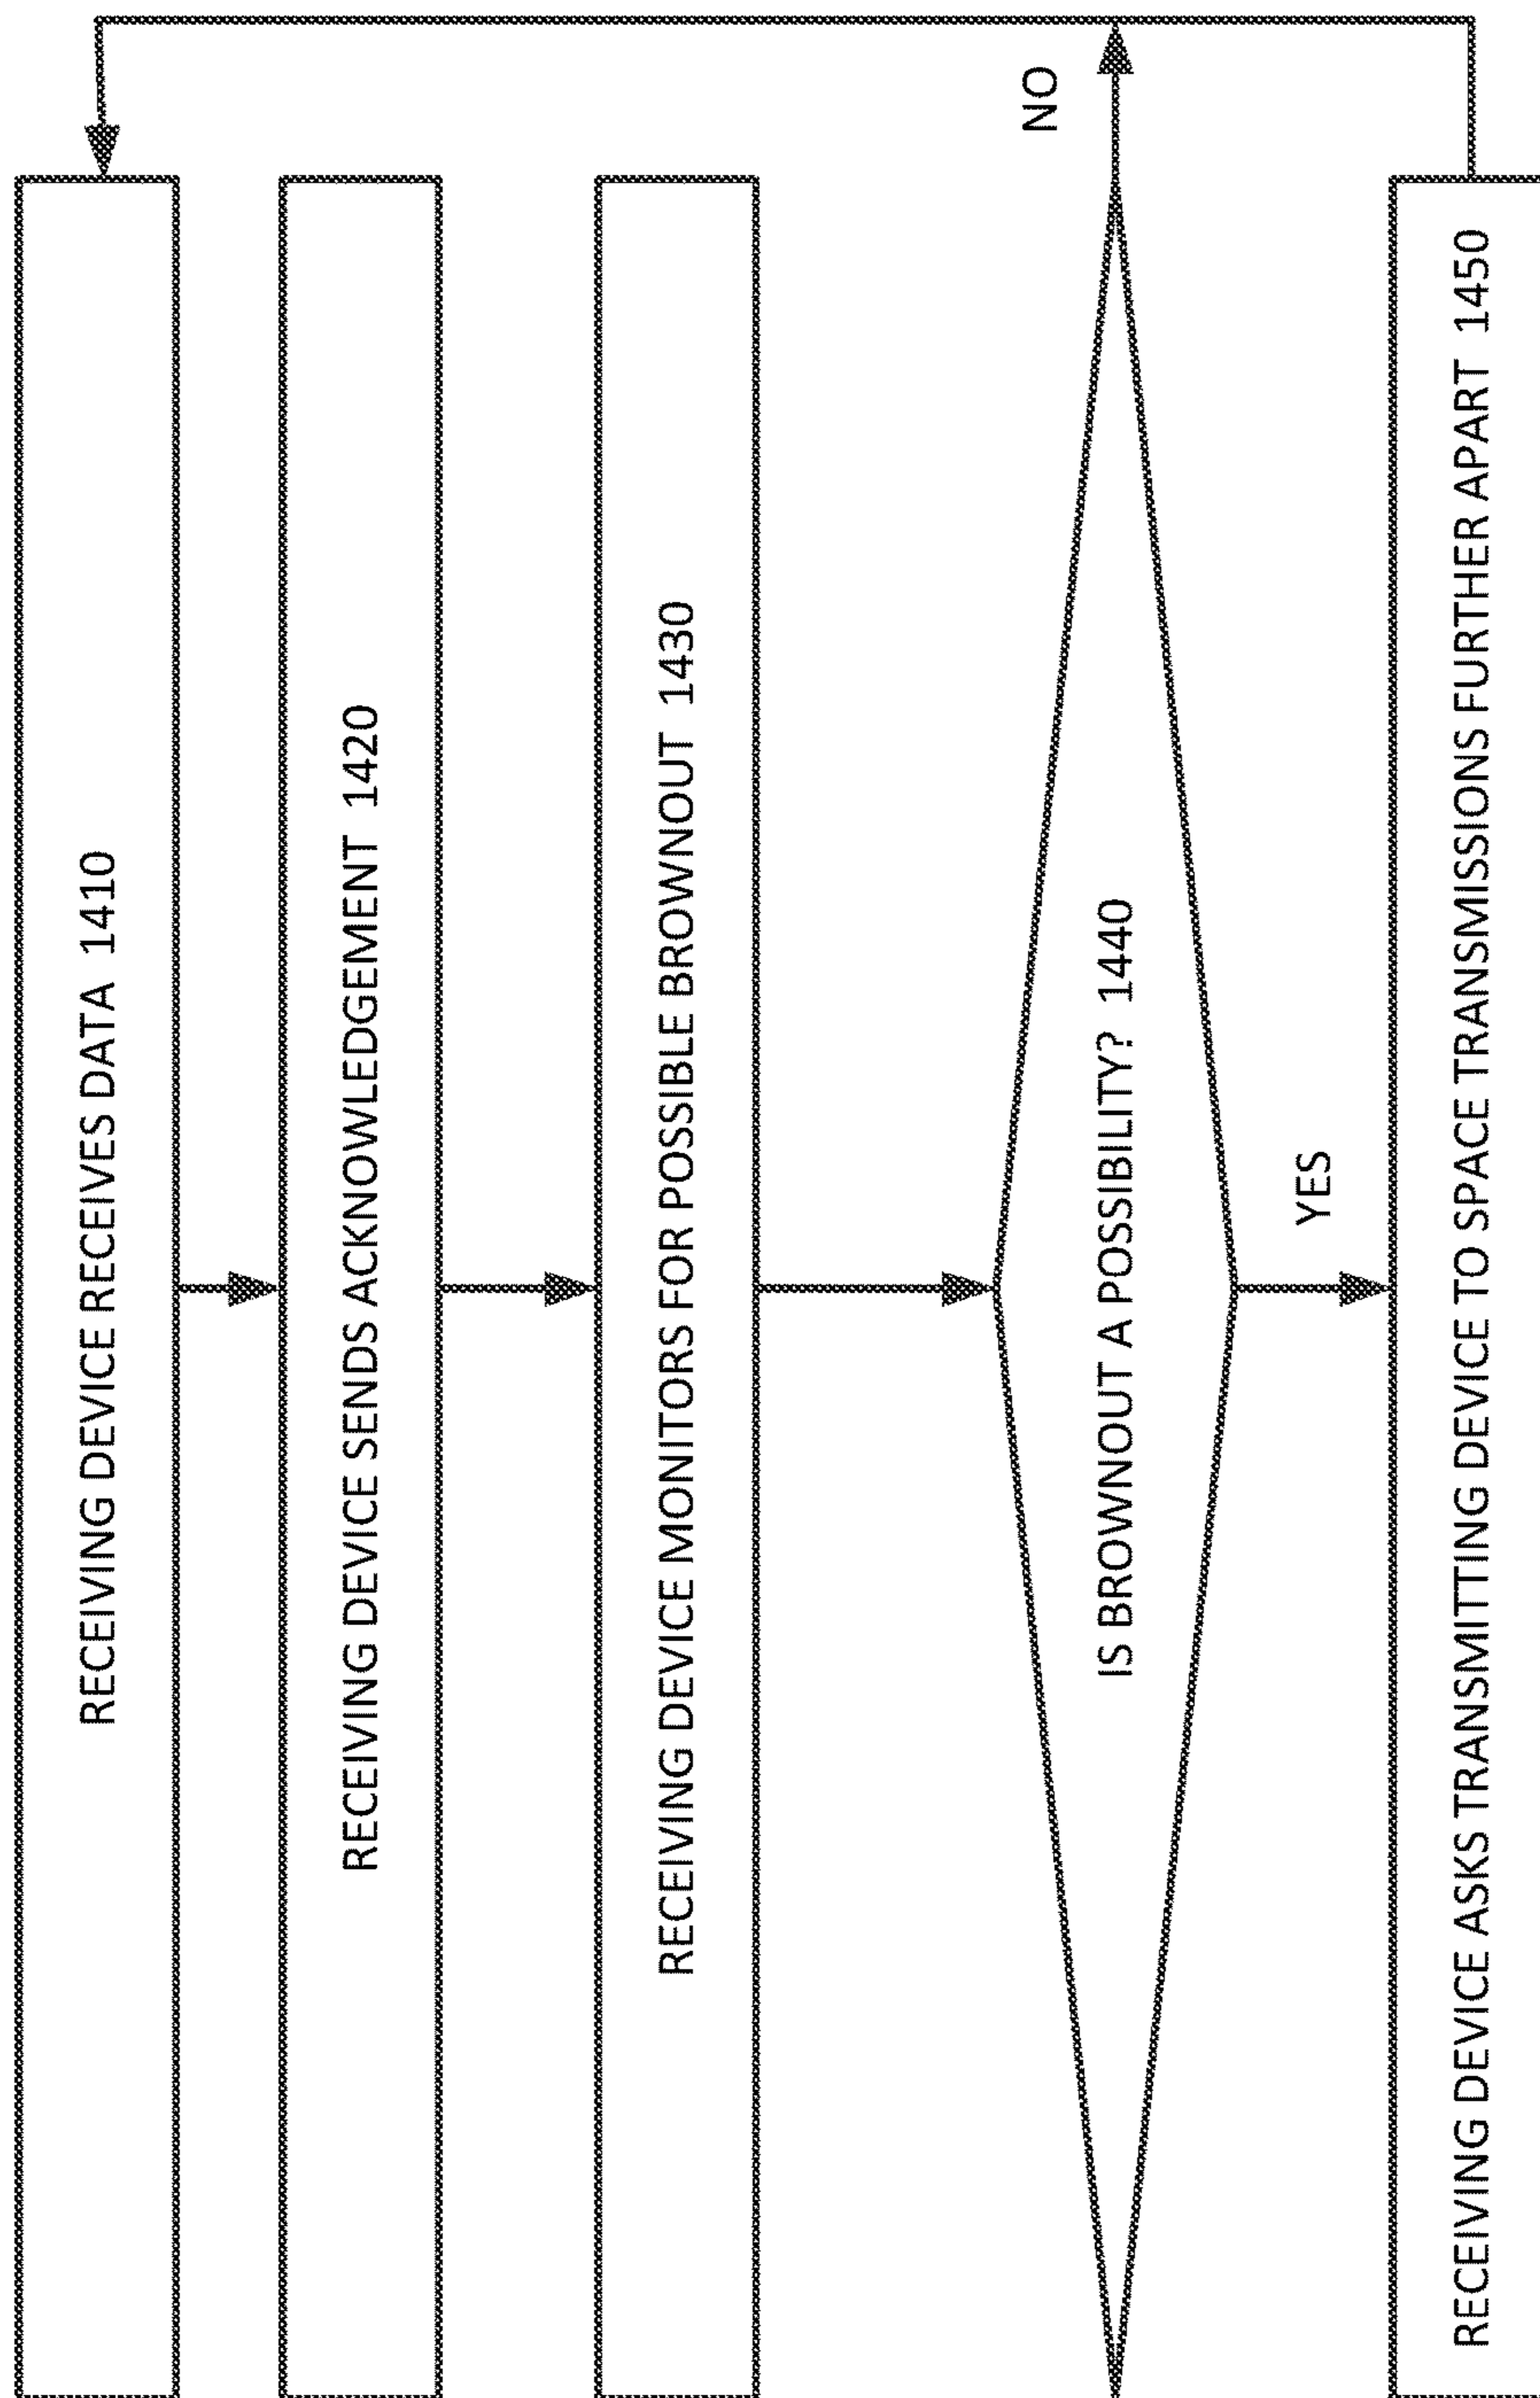 RECEIVING DEVICE RECEIVES DATA 1410
RECEIVING DEVICE SENDS ACKNOWLEDGEMENT 1420
RECEIVING DEVICE MONITORS FOR POSSIBLE BROWNOUT 1430
IS BROWNOUT A POSSIBILITY? 1440
NO
YES
RECEIVING DEVICE ASKS TRANSMITTING DEVICE TO SPACE TRANSMISSIONS FURTHER APART 1450